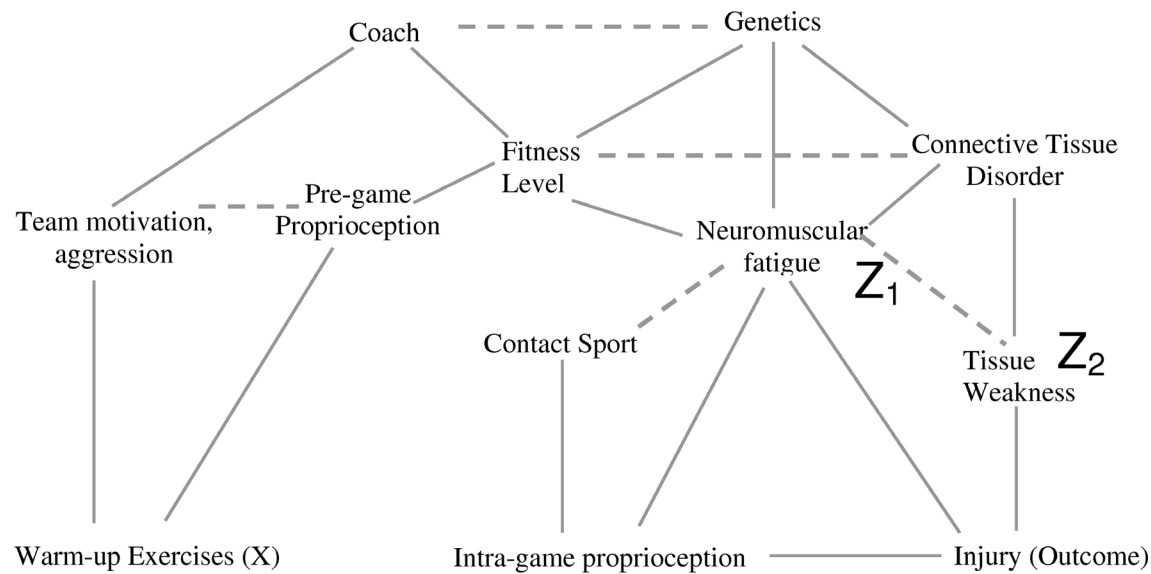 Coach
Genetics
Fitness
Level
Connective Tissue
Disorder
Pre-game
Proprioception
Team motivation,
aggression
Neuromuscular
fatigue
Z1
Contact Sport
Tissue
Weakness
Z2
Warm-up Exercises (X)
Intra-game proprioception
Injury (Outcome)